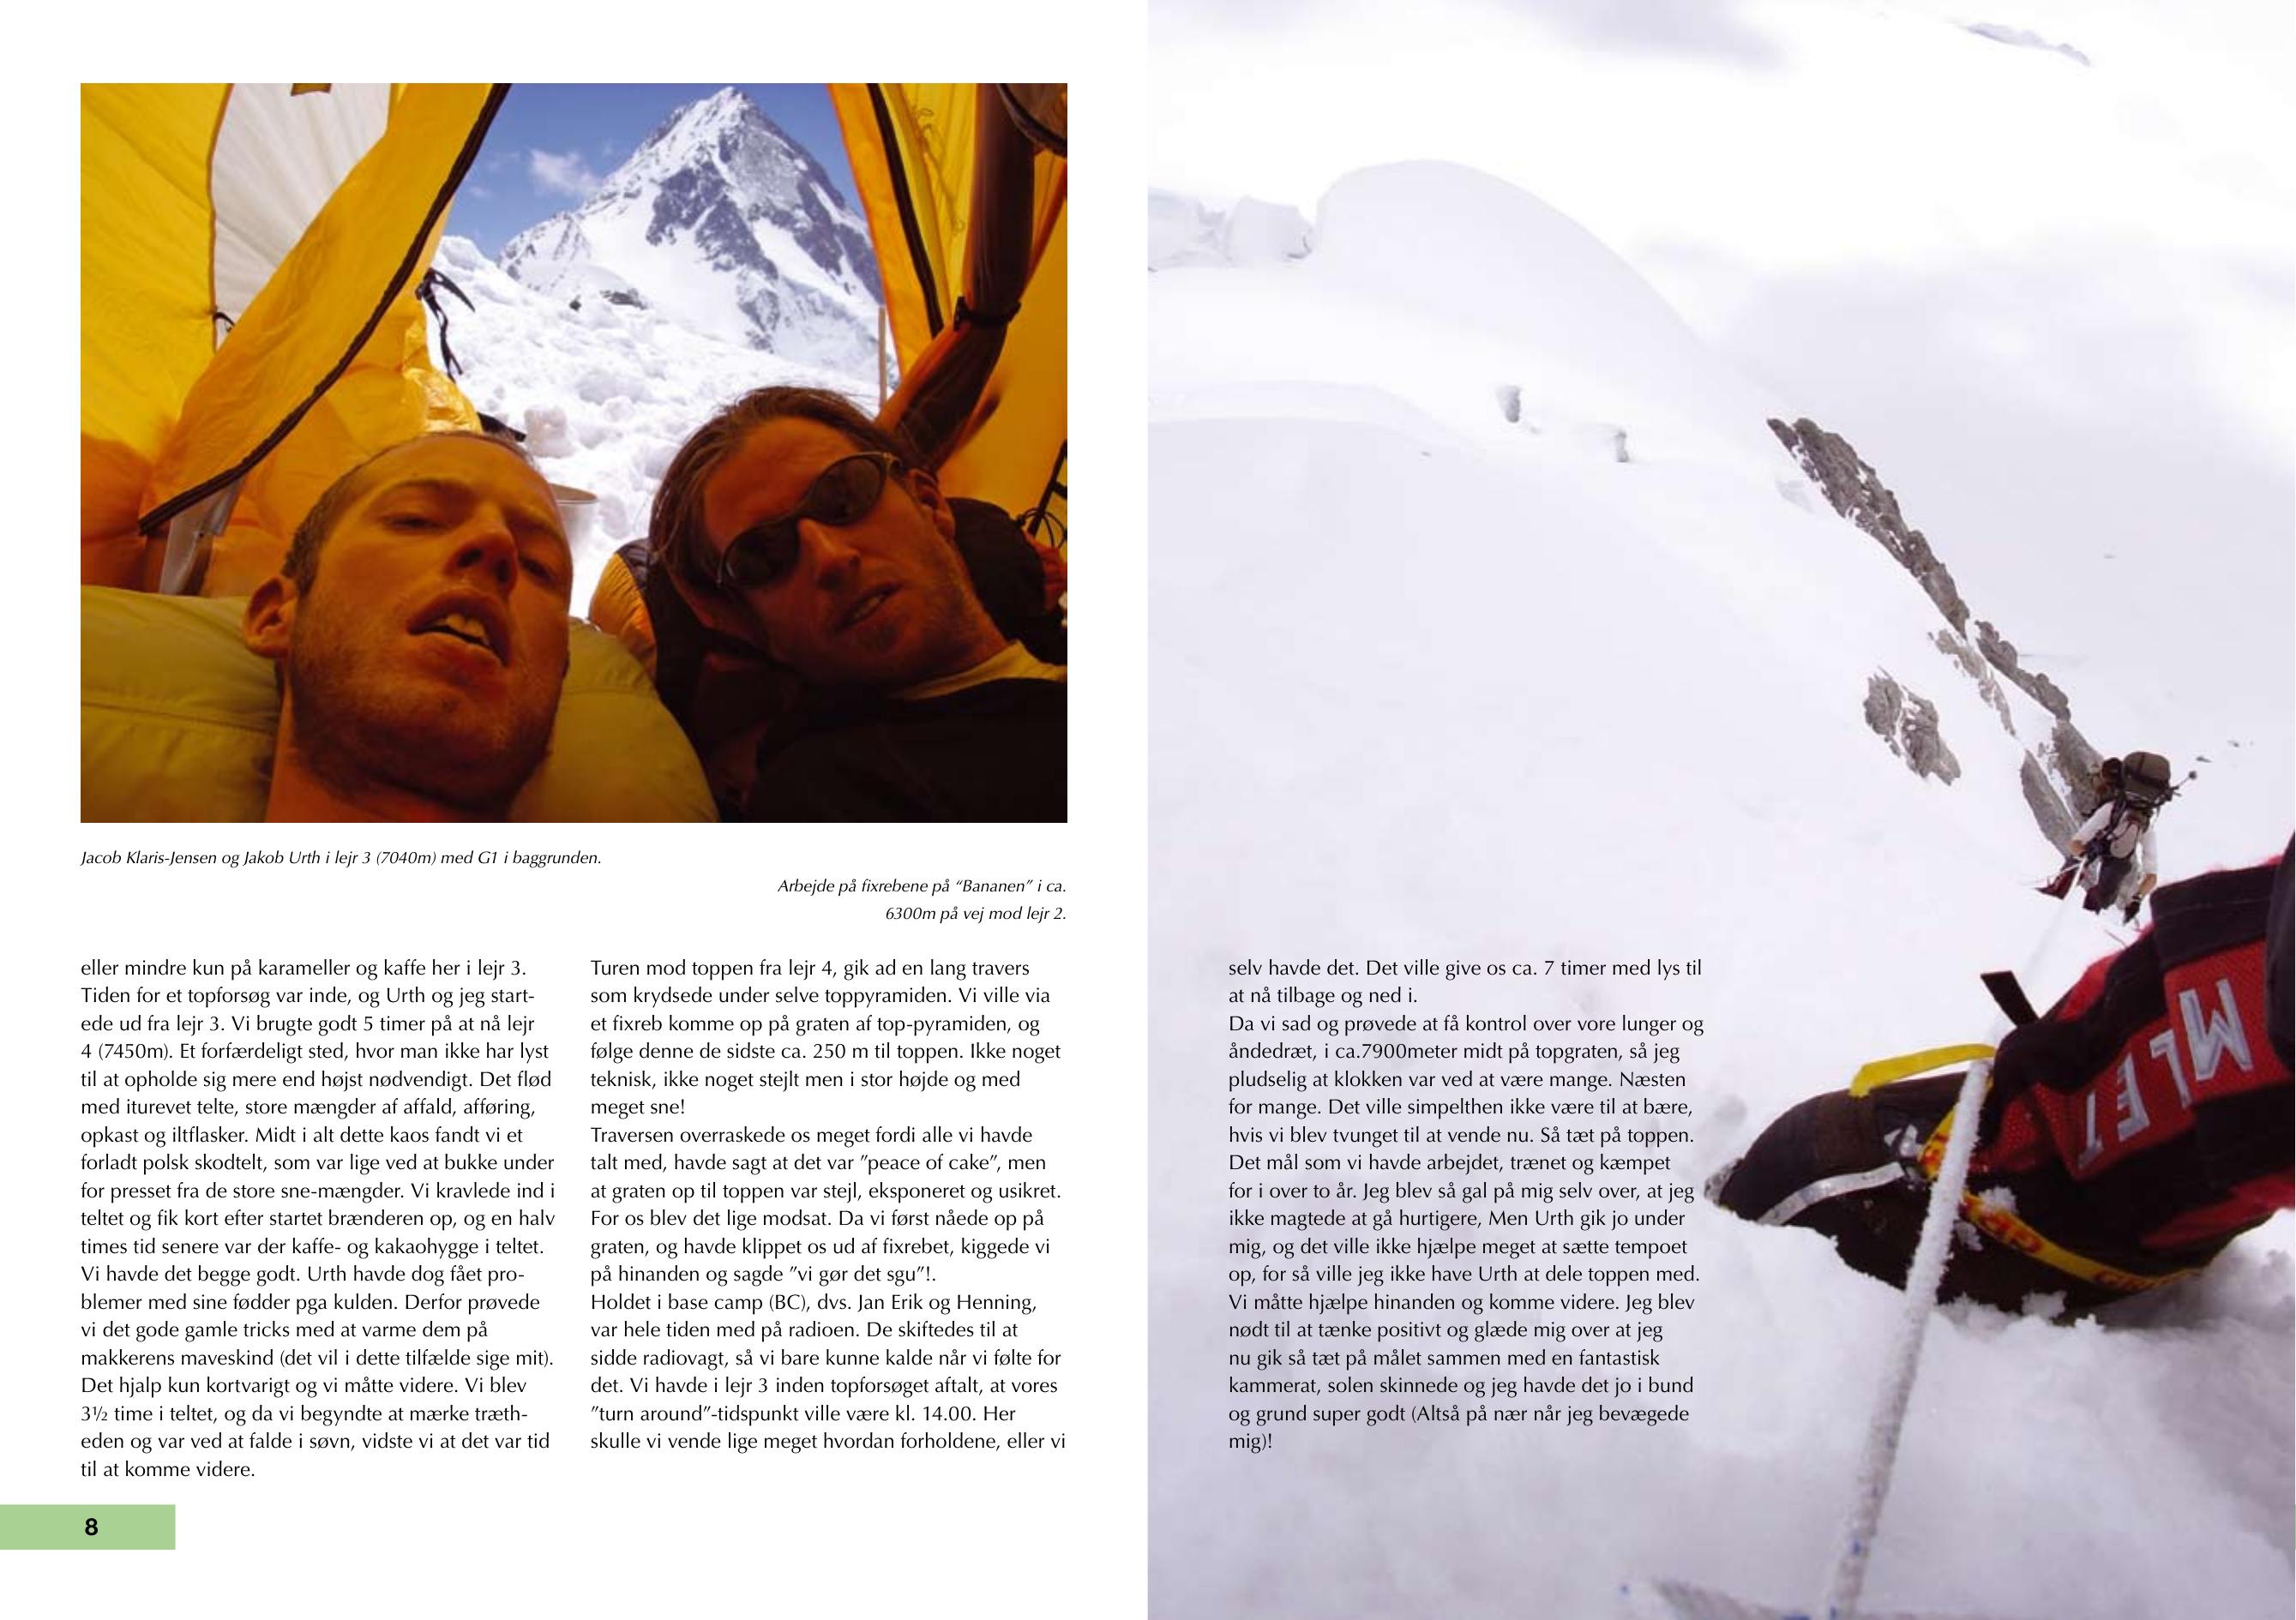 Jacob Klaris-Jensen og Jakob Urth i lejr 3 (7040m) med G1 i baggrunden.
Arbejde på fixrebene på “Bananen” i ca.
6300m på vej mod lejr 2.
eller mindre kun på karameller og kaffe her i lejr 3.
Tiden for et topforsøg var inde, og Urth og jeg start-
ede ud fra lejr 3. Vi brugte godt 5 timer på at nå lejr
4 (7450m). Et forfærdeligt sted, hvor man ikke har lyst
til at opholde sig mere end højst nødvendigt. Det flød
med iturevet telte, store mængder af affald, afføring,
opkast og iltflasker. Midt i alt dette kaos fandt vi et
forladt polsk skodtelt, som var lige ved at bukke under
for presset fra de store sne-mængder. Vi kravlede ind i
teltet og fik kort efter startet brænderen op, og en halv
times tid senere var der kaffe- og kakaohygge i teltet.
Vi havde det begge godt. Urth havde dog fået pro-
blemer med sine fødder pga kulden. Derfor prøvede
vi det gode gamle tricks med at varme dem på
makkerens maveskind (det vil i dette tilfælde sige mit).
Det hjalp kun kortvarigt og vi måtte videre. Vi blev
3½ time i teltet, og da vi begyndte at mærke træth-
eden og var ved at falde i søvn, vidste vi at det var tid
til at komme videre.
Turen mod toppen fra lejr 4, gik ad en lang travers
som krydsede under selve toppyramiden. Vi ville via
et fixreb komme op på graten af top-pyramiden, og
følge denne de sidste ca. 250 m til toppen. Ikke noget
teknisk, ikke noget stejlt men i stor højde og med
meget sne!
Traversen overraskede os meget fordi alle vi havde
talt med, havde sagt at det var ”peace of cake”, men
at graten op til toppen var stejl, eksponeret og usikret.
For os blev det lige modsat. Da vi først nåede op på
graten, og havde klippet os ud af fixrebet, kiggede vi
på hinanden og sagde ”vi gør det sgu”!.
Holdet i base camp (BC), dvs. Jan Erik og Henning,
var hele tiden med på radioen. De skiftedes til at
sidde radiovagt, så vi bare kunne kalde når vi følte for
det. Vi havde i lejr 3 inden topforsøget aftalt, at vores
”turn around”-tidspunkt ville være kl. 14.00. Her
skulle vi vende lige meget hvordan forholdene, eller vi
selv havde det. Det ville give os ca. 7 timer med lys til
at nå tilbage og ned i.
Da vi sad og prøvede at få kontrol over vore lunger og
åndedræt, i ca.7900meter midt på topgraten, så jeg
pludselig at klokken var ved at være mange. Næsten
for mange. Det ville simpelthen ikke være til at bære,
hvis vi blev tvunget til at vende nu. Så tæt på toppen.
Det mål som vi havde arbejdet, trænet og kæmpet
for i over to år. Jeg blev så gal på mig selv over, at jeg
ikke magtede at gå hurtigere, Men Urth gik jo under
mig, og det ville ikke hjælpe meget at sætte tempoet
op, for så ville jeg ikke have Urth at dele toppen med.
Vi måtte hjælpe hinanden og komme videre. Jeg blev
nødt til at tænke positivt og glæde mig over at jeg
nu gik så tæt på målet sammen med en fantastisk
kammerat, solen skinnede og jeg havde det jo i bund
og grund super godt (Altså på nær når jeg bevægede
mig)!
8